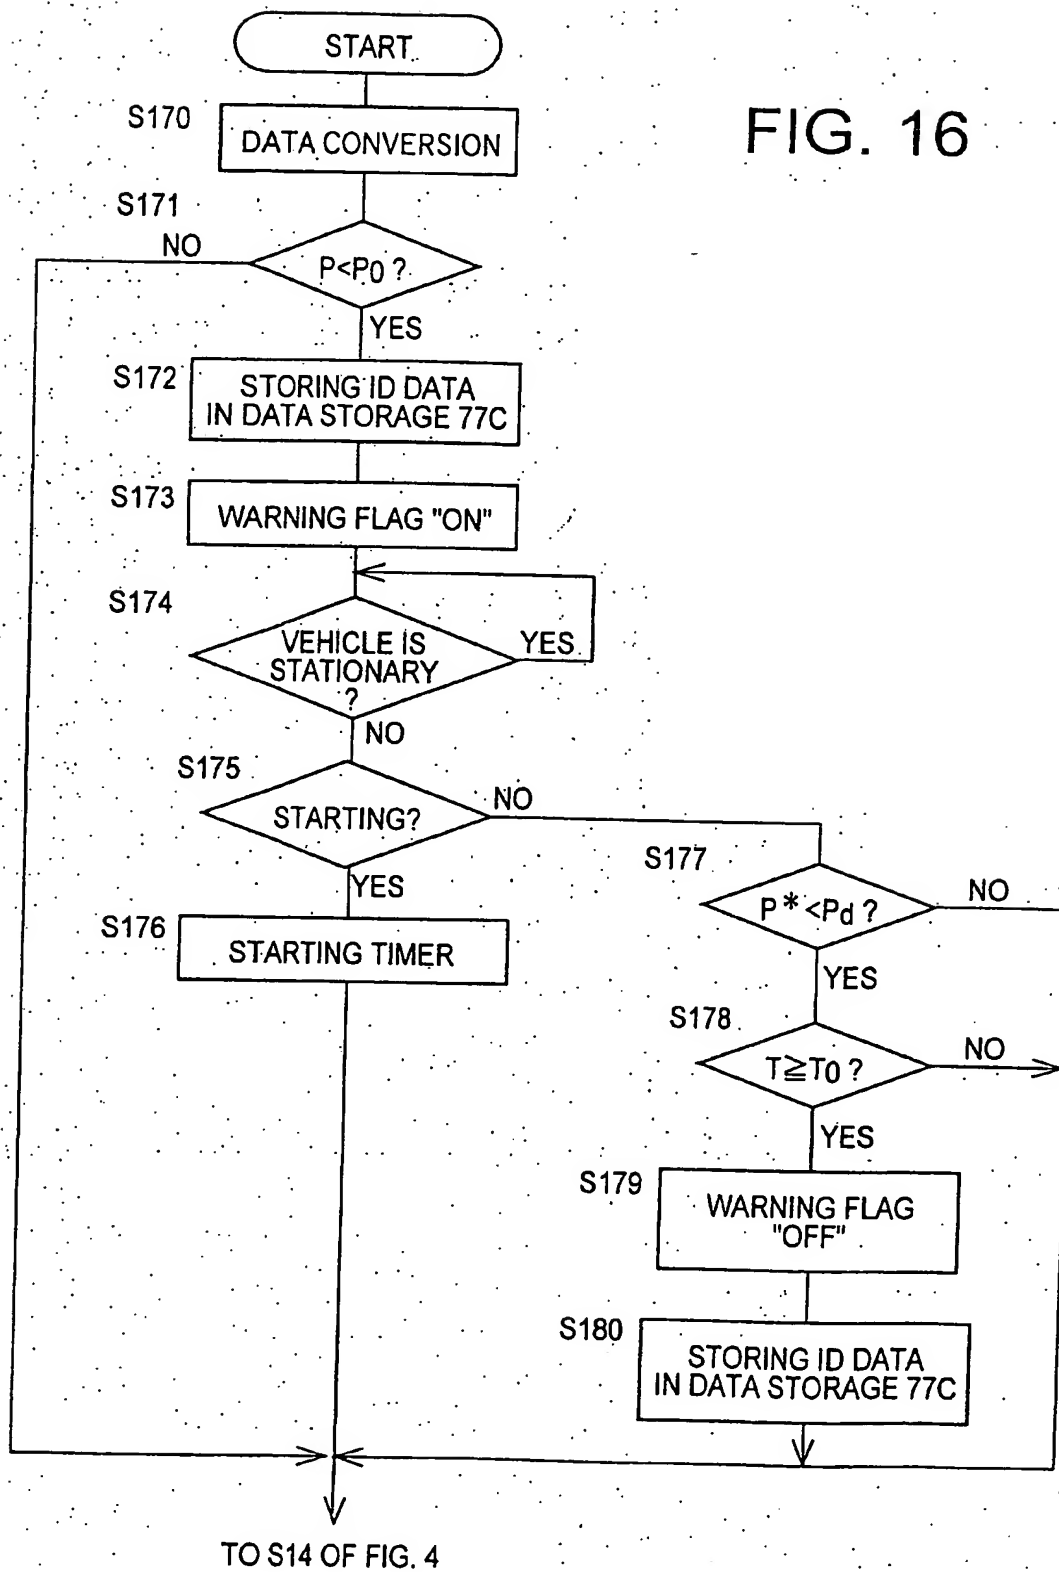 START
S170
DATA CONVERSION
FIG. 16
S171
NO
P<P0 ?
YES
S172
STORING ID DATA
IN DATA STORAGE 77C
S173
WARNING FLAG "ON"
S174
VEHICLE IS
STATIONARY
?
YES
NO
S175
STARTING?
NO
YES
S176
STARTING TIMER
S177
P*<Pd ?
NO
YES
S178
T≧T0 ?
NO
YES
S179
WARNING FLAG
"OFF"
S180
STORING ID DATA
IN DATA STORAGE 77C
TO S14 OF FIG. 4